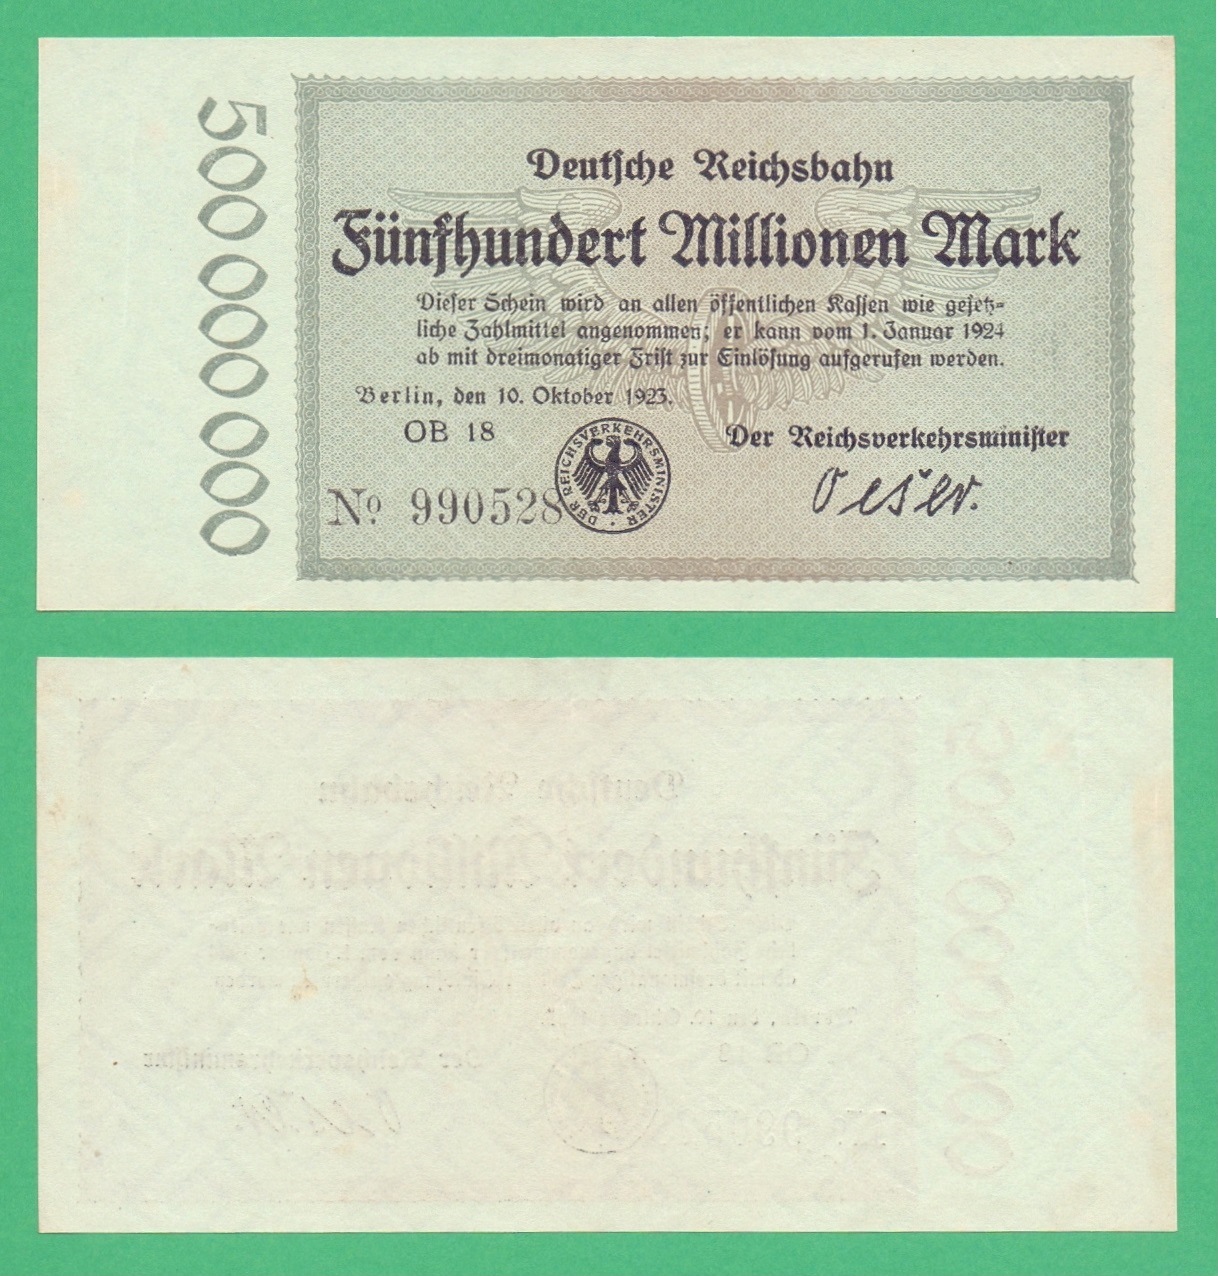 500000000
Deutsche Reichsbahn
Fünfhundert Millionen Mark
Dieser Schein wird an allen öffentlichen Kassen wie gesetz-
liche Zahlmittel angenommen; er kann vom 1. Januar 1924
ab mit dreimonatiger Frist zur Einlösung aufgerufen werden.
Berlin, den 10. Oktober 1923.
OB 18
Der Reichsverkehrsminister
Nº 990528
DER REICHSVERKEHRSMINISTER
Oeser.